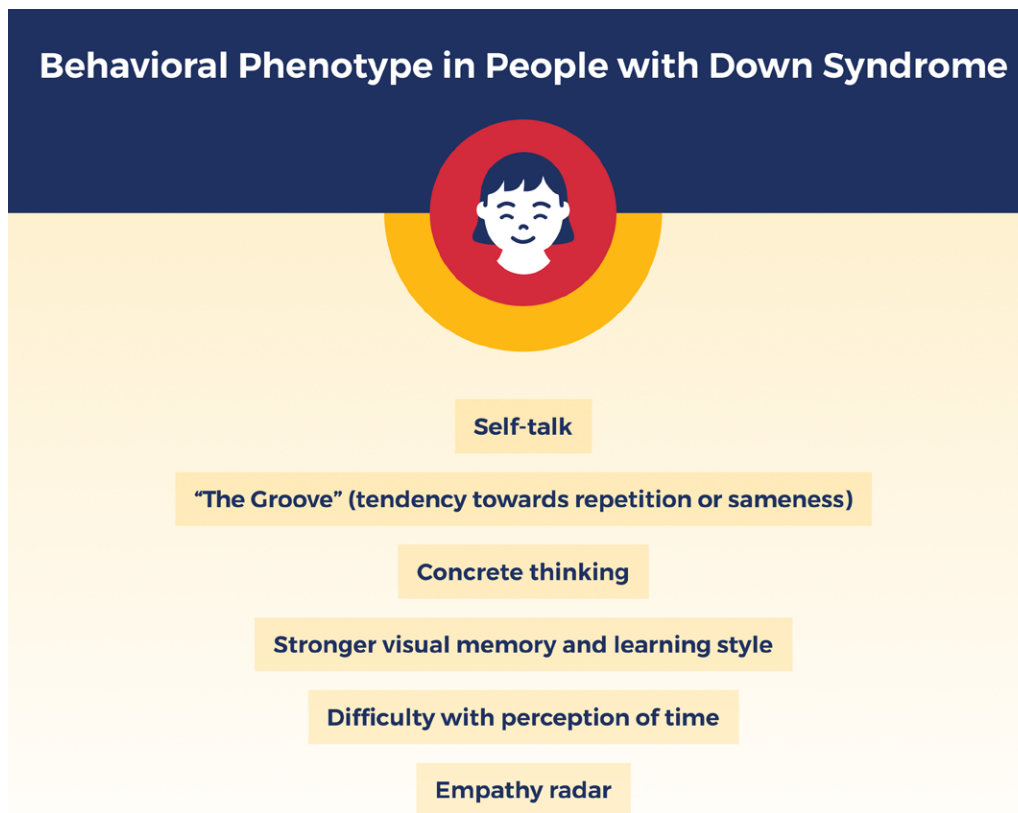 Behavioral Phenotype in People with Down Syndrome
Self-talk
“The Groove” (tendency towards repetition or sameness)
Concrete thinking
Stronger visual memory and learning style
Difficulty with perception of time
Empathy radar